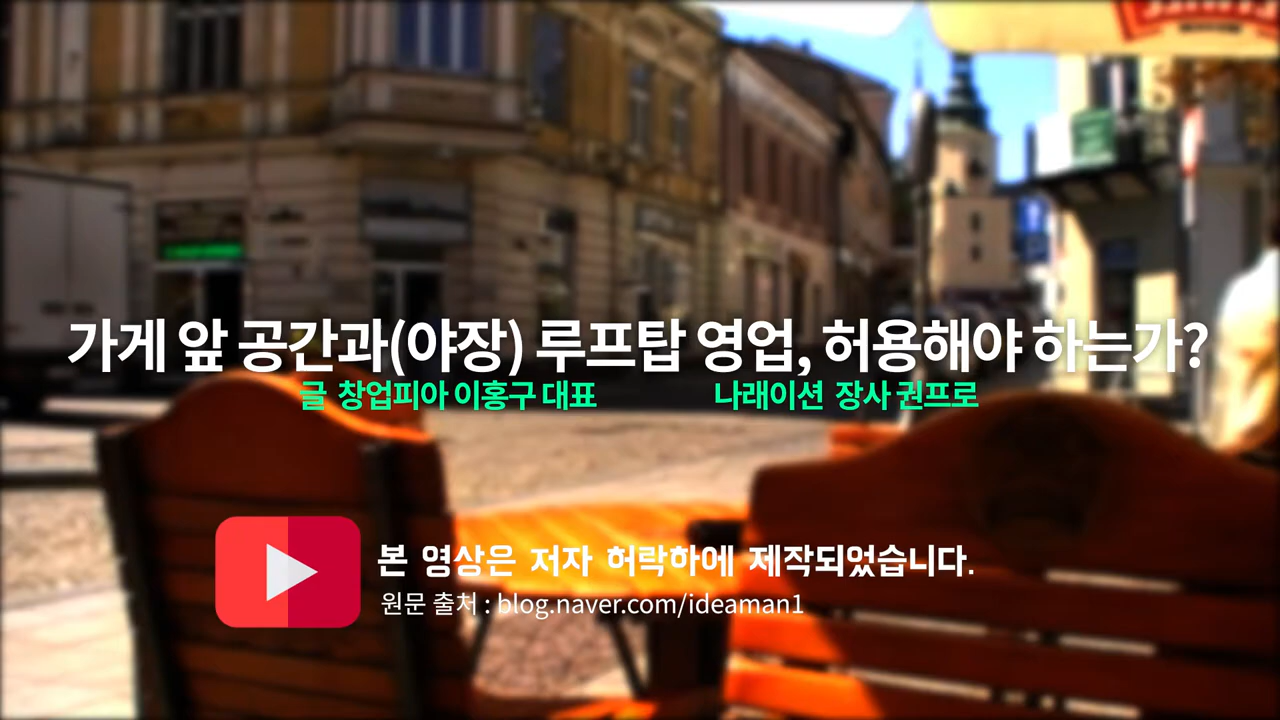 가게 앞 공간과(야장) 루프탑 영업, 허용해야 하는가?
글 창업피아 이홍구 대표 나래이션 장사 권프로
본 영상은 저자 허락하에 제작되었습니다.
원문 출처 : blog.naver.com/ideaman1